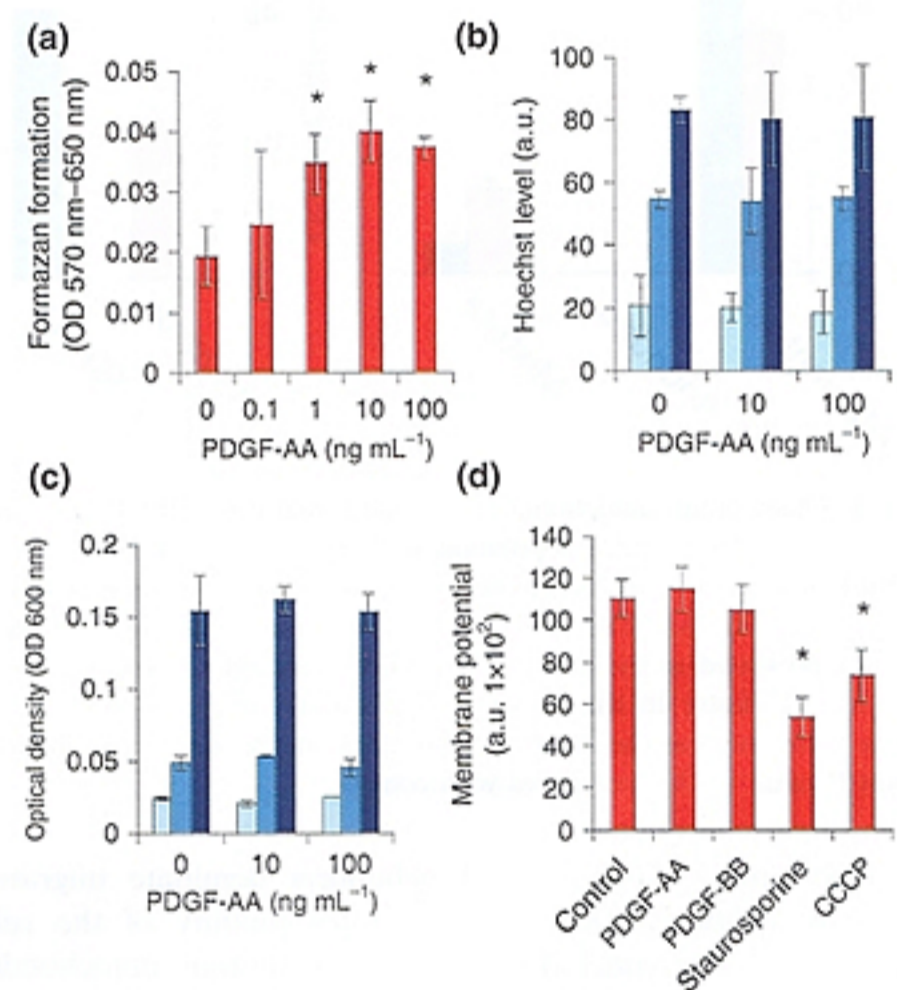 (a)
Formazan formation
(OD 570 nm–650 nm)
0.05
0.04
0.03
0.02
0.01
0
* * *
0 0.1 1 10 100
PDGF-AA (ng mL⁻¹)
(b)
Hoechst level (a.u.)
100
80
60
40
20
0
0 10 100
PDGF-AA (ng mL⁻¹)
(c)
Optical density (OD 600 nm)
0.2
0.15
0.1
0.05
0
0 10 100
PDGF-AA (ng mL⁻¹)
(d)
Membrane potential
(a.u. 1×10²)
140
120
100
80
60
40
20
0
* *
Control
PDGF-AA
PDGF-BB
Staurosporine
CCCP